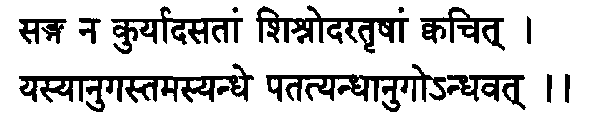 सङ्ग न कुर्यादसतां शिश्नोदरतृषां क्वचित् ।
यस्यानुगस्तमस्यन्धे पतत्यन्धानुगोऽन्धवत् ।।